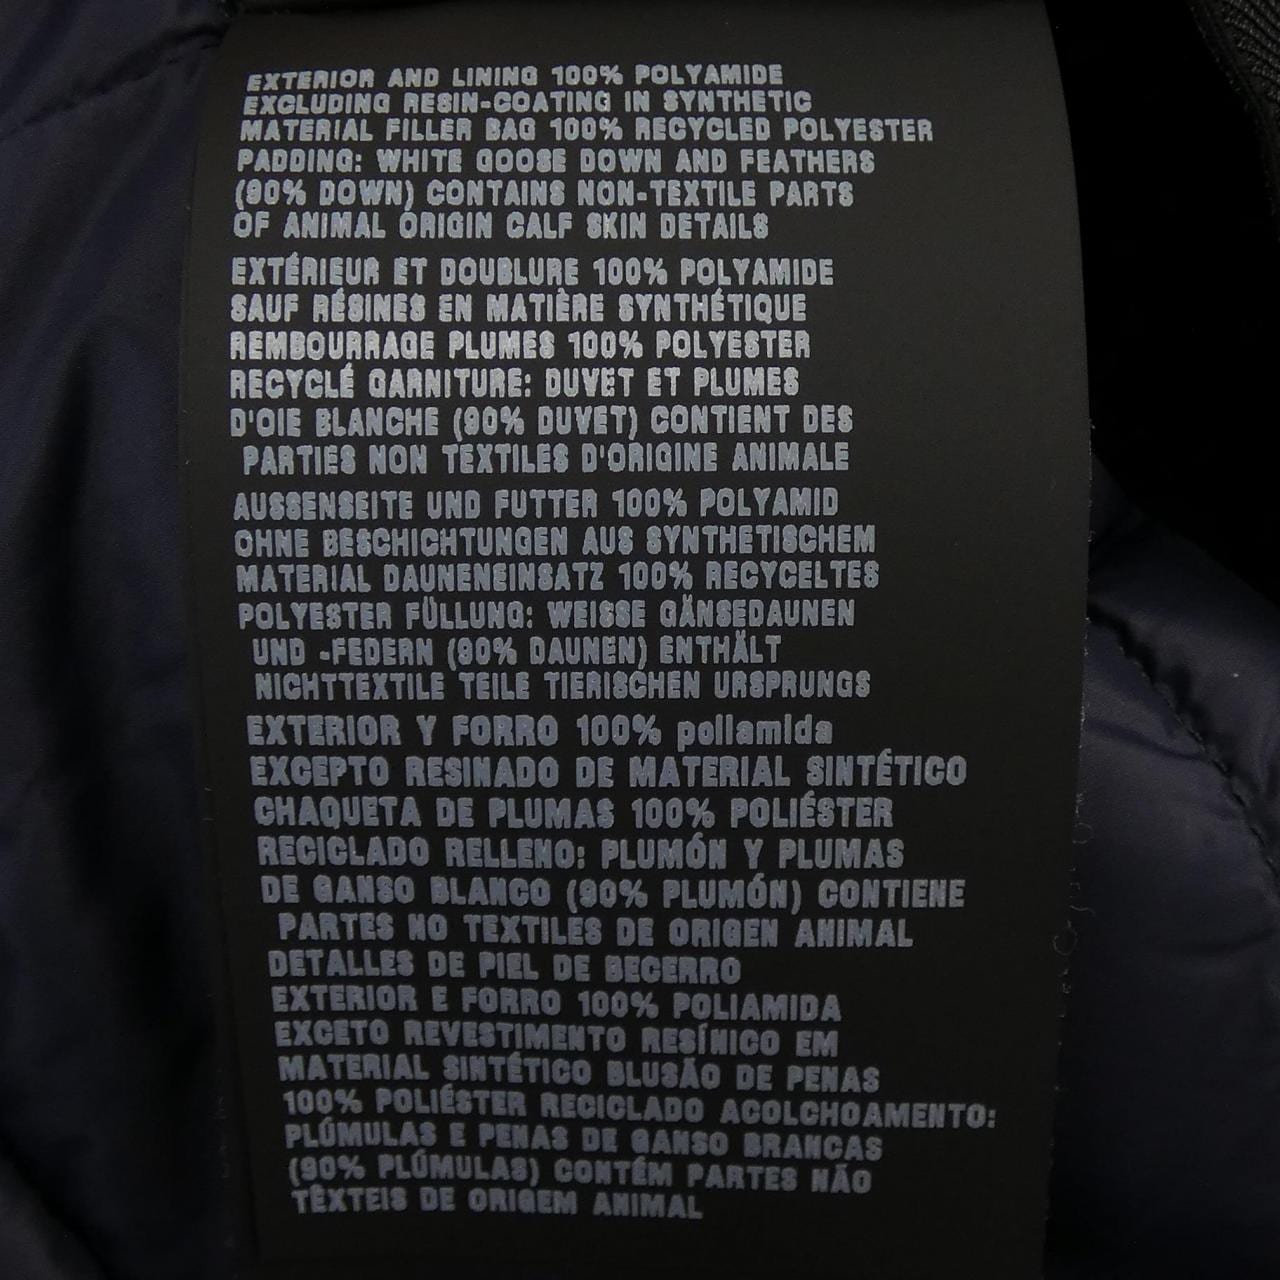 EXTERIOR AND LINING 100% POLYAMIDE
EXCLUDING RESIN-COATING IN SYNTHETIC
MATERIAL FILLER BAG 100% RECYCLED POLYESTER
PADDING: WHITE GOOSE DOWN AND FEATHERS
(90% DOWN) CONTAINS NON-TEXTILE PARTS
OF ANIMAL ORIGIN CALF SKIN DETAILS
EXTÉRIEUR ET DOUBLURE 100% POLYAMIDE
SAUF RÉSINES EN MATIÈRE SYNTHÉTIQUE
REMBOURRAGE PLUMES 100% POLYESTER
RECYCLÉ GARNITURE: DUVET ET PLUMES
D'OIE BLANCHE (90% DUVET) CONTIENT DES
PARTIES NON TEXTILES D'ORIGINE ANIMALE
AUSSENSEITE UND FUTTER 100% POLYAMID
OHNE BESCHICHTUNGEN AUS SYNTHETISCHEM
MATERIAL DAUNENEINSATZ 100% RECYCELTES
POLYESTER FÜLLUNG: WEISSE GÄNSEDAUNEN
UND -FEDERN (90% DAUNEN) ENTHÄLT
NICHTTEXTILE TEILE TIERISCHEN URSPRUNGS
EXTERIOR Y FORRO 100% poliamida
EXCEPTO RESINADO DE MATERIAL SINTÉTICO
CHAQUETA DE PLUMAS 100% POLIÉSTER
RECICLADO RELLENO: PLUMÓN Y PLUMAS
DE GANSO BLANCO (90% PLUMÓN) CONTIENE
PARTES NO TEXTILES DE ORIGEN ANIMAL
DETALLES DE PIEL DE BECERRO
EXTERIOR E FORRO 100% POLIAMIDA
EXCETO REVESTIMENTO RESÍNICO EM
MATERIAL SINTÉTICO BLUSÃO DE PENAS
100% POLIÉSTER RECICLADO ACOLCHOAMENTO:
PLÚMULAS E PENAS DE GANSO BRANCAS
(90% PLÚMULAS) CONTÉM PARTES NÃO
TÊXTEIS DE ORIGEM ANIMAL